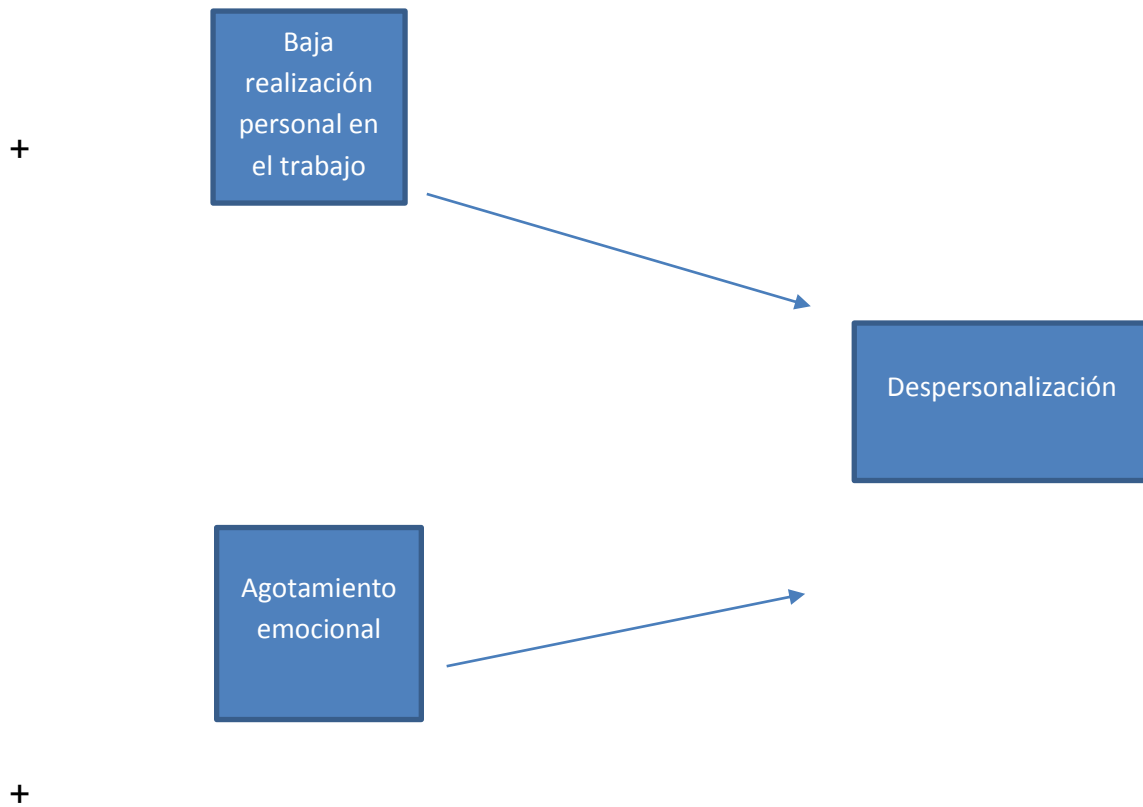 Baja
realización
personal en
el trabajo
+
Despersonalización
Agotamiento
emocional
+